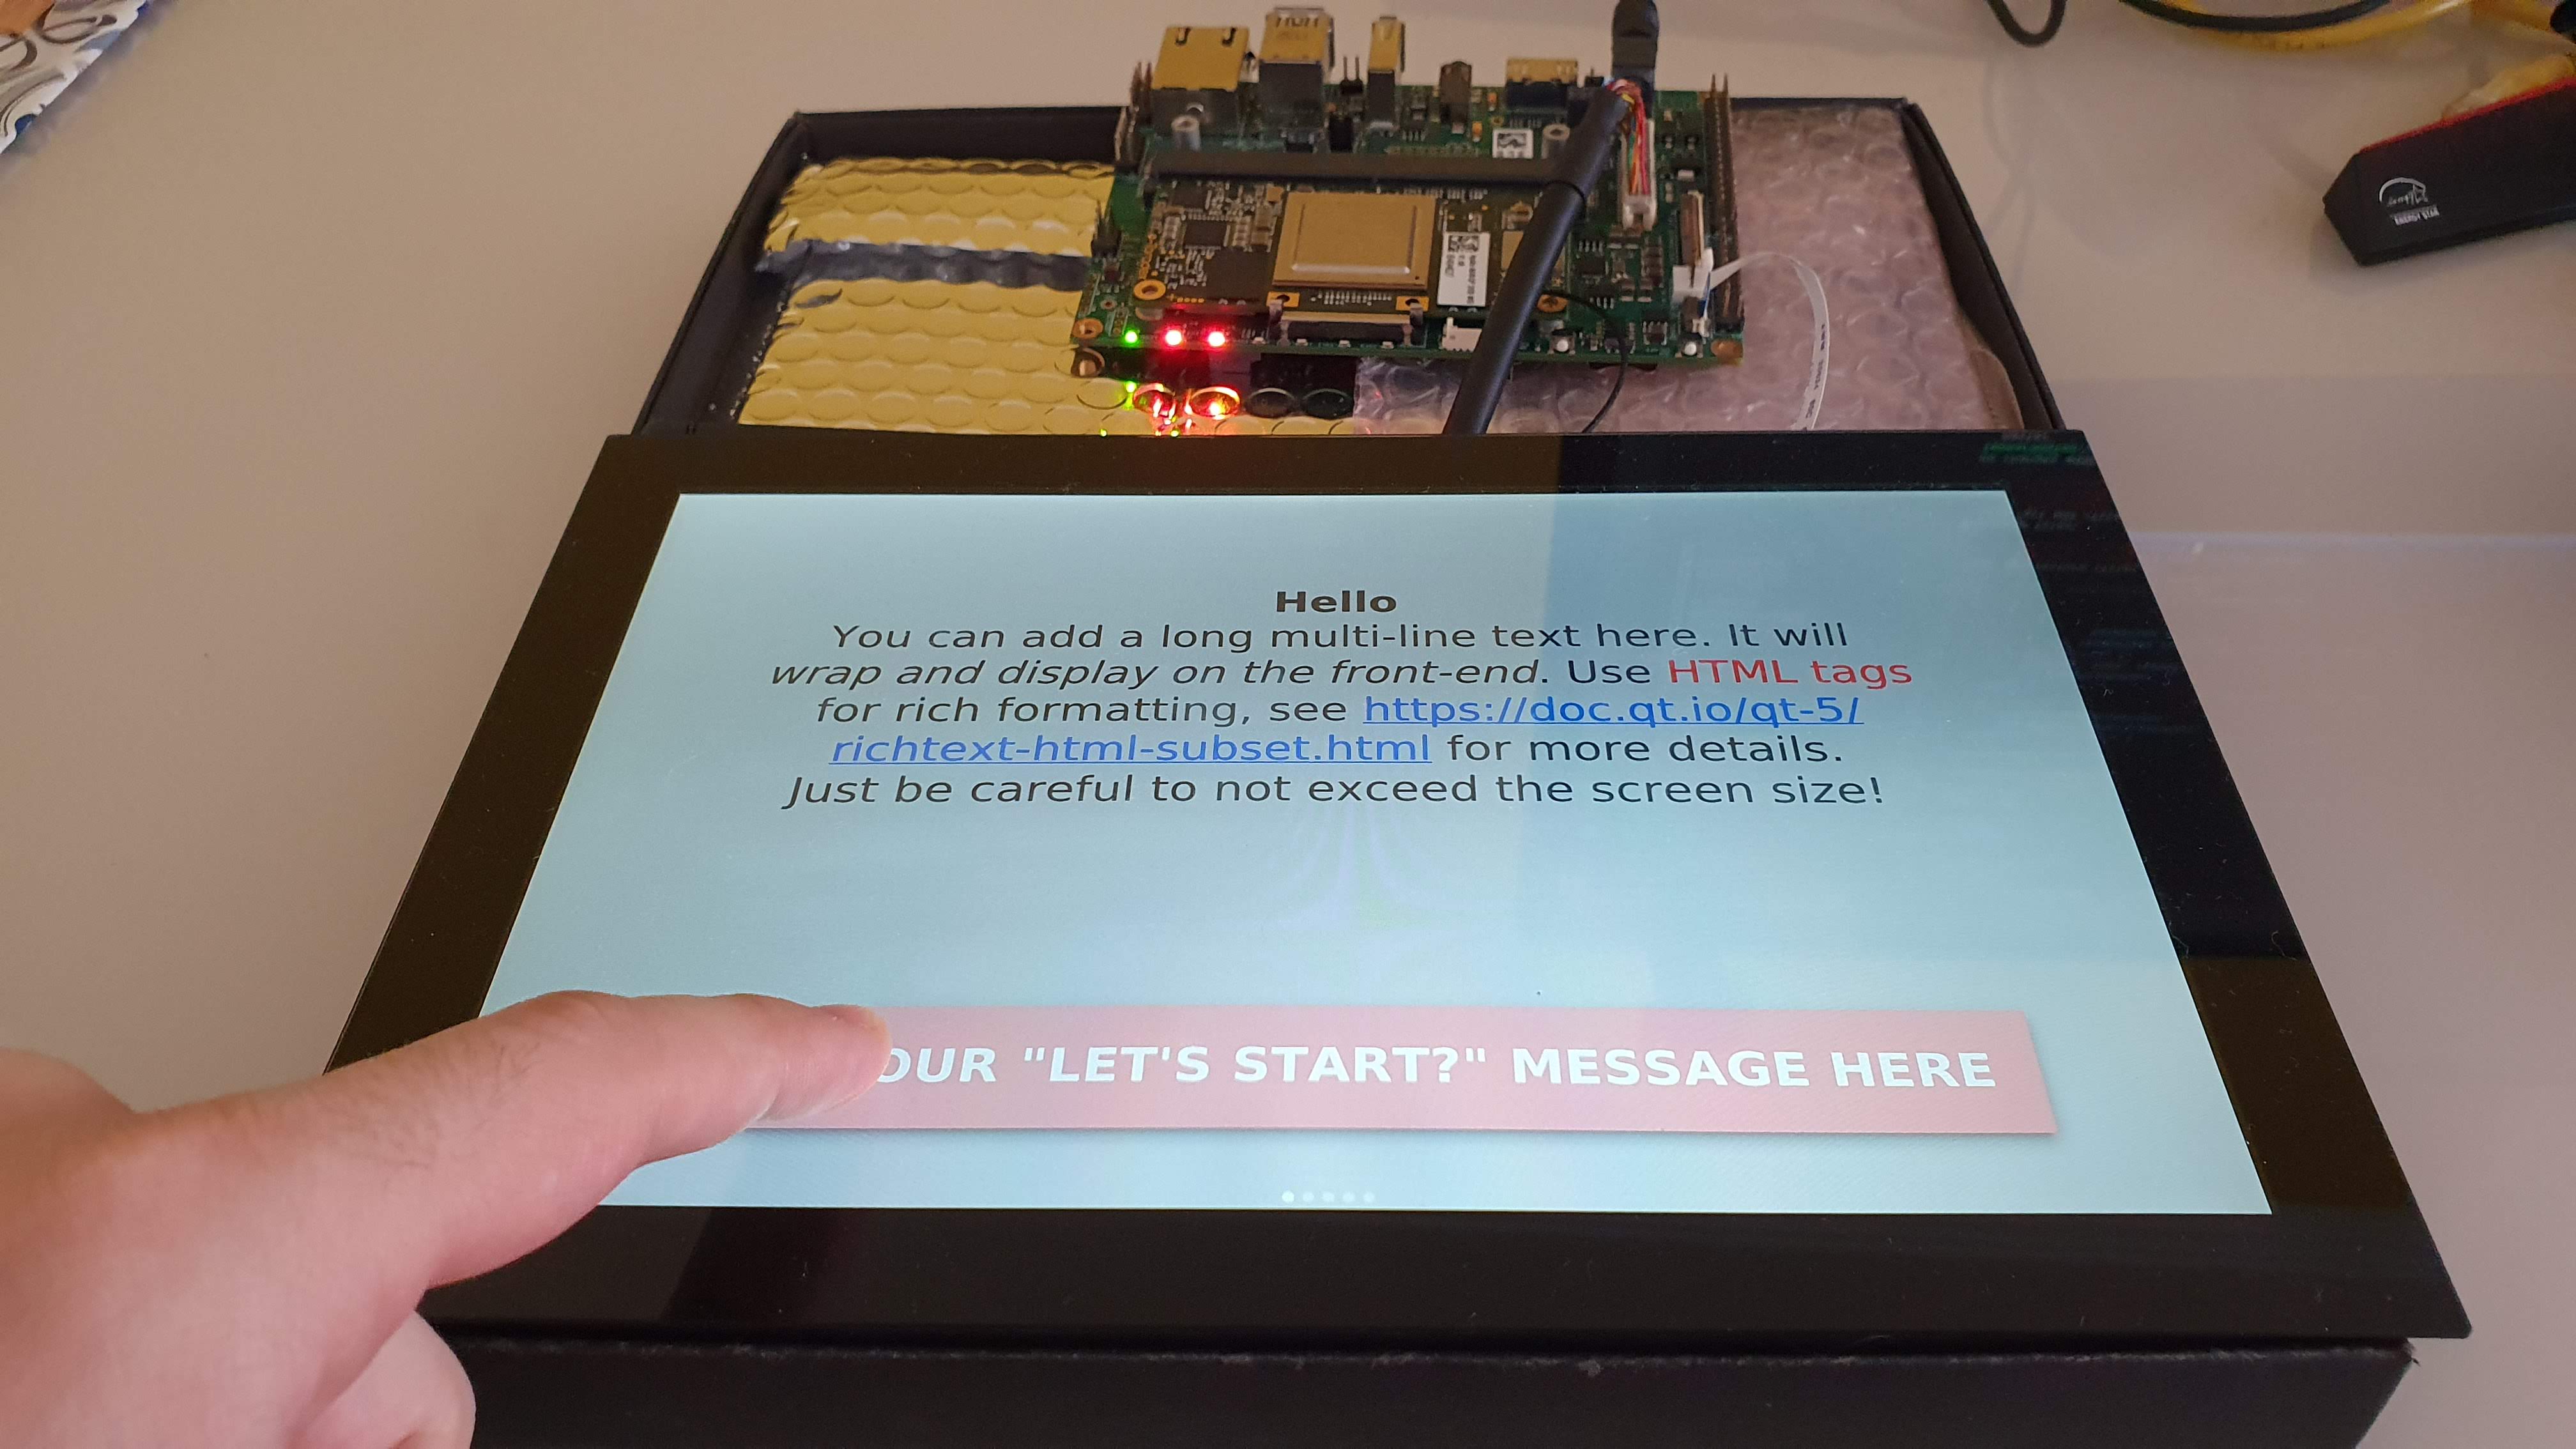 Hello
You can add a long multi-line text here. It will
wrap and display on the front-end. Use HTML tags
for rich formatting, see https://doc.qt.io/qt-5/
richtext-html-subset.html for more details.
Just be careful to not exceed the screen size!
OUR "LET'S START?" MESSAGE HERE